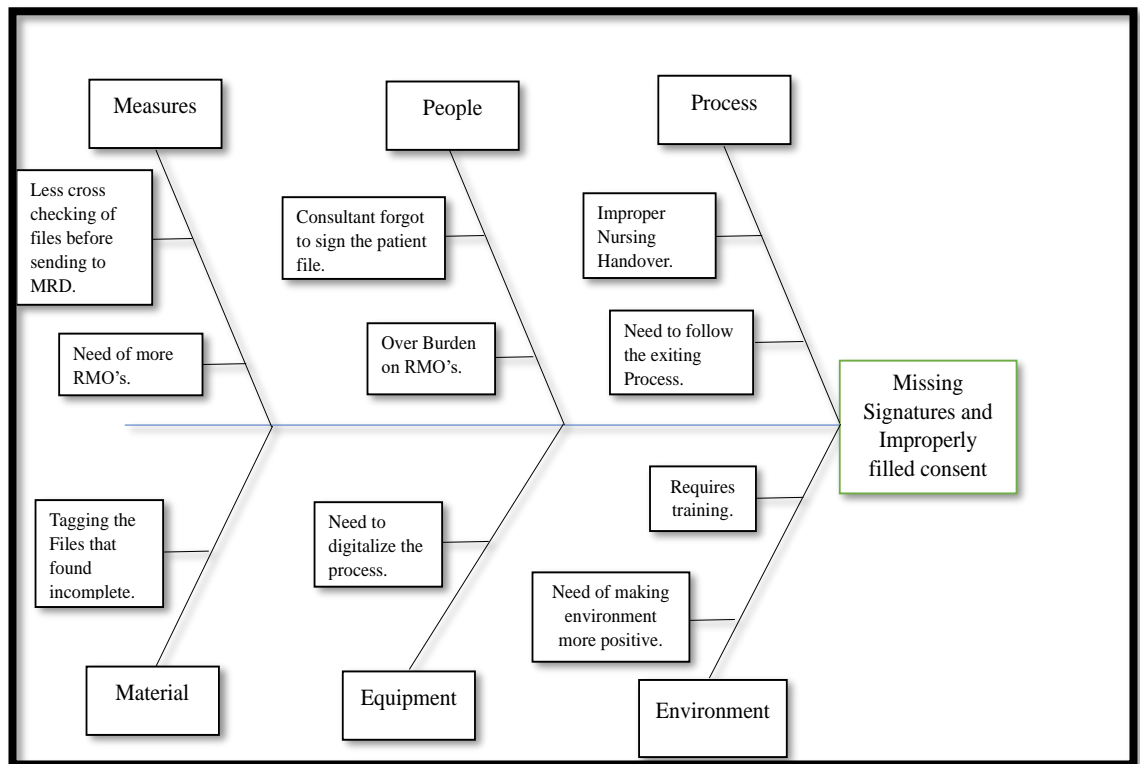 Measures
People
Process
Less cross
checking of
files before
sending to
MRD.
Consultant forgot
to sign the patient
file.
Improper
Nursing
Handover.
Need of more
RMO’s.
Over Burden
on RMO’s.
Need to follow
the exiting
Process.
Missing
Signatures and
Improperly
filled consent
Tagging the
Files that
found
incomplete.
Need to
digitalize the
process.
Requires
training.
Need of making
environment
more positive.
Material
Equipment
Environment